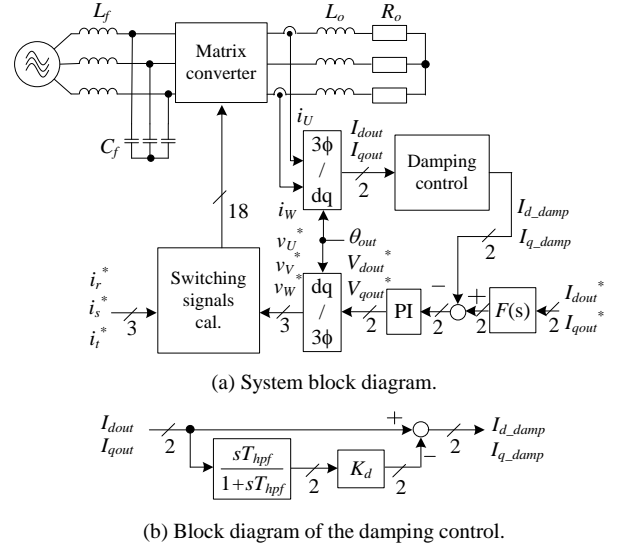 L_f
L_o
R_o
Matrix
converter
C_f
i_U
i_W
3ϕ
/
dq
I_dout
I_qout
2
Damping
control
I_d_damp
I_q_damp
2
18
θ_out
v_U*
v_V*
v_W*
V_dout*
V_qout*
i_r*
i_s*
i_t*
3
Switching
signals
cal.
3
dq
/
3ϕ
2
PI
−
2
+
2
F(s)
2
I_dout*
I_qout*
(a) System block diagram.
I_dout
I_qout
2
+
−
2
I_d_damp
I_q_damp
sT_hpf
1+sT_hpf
2
K_d
2
(b) Block diagram of the damping control.